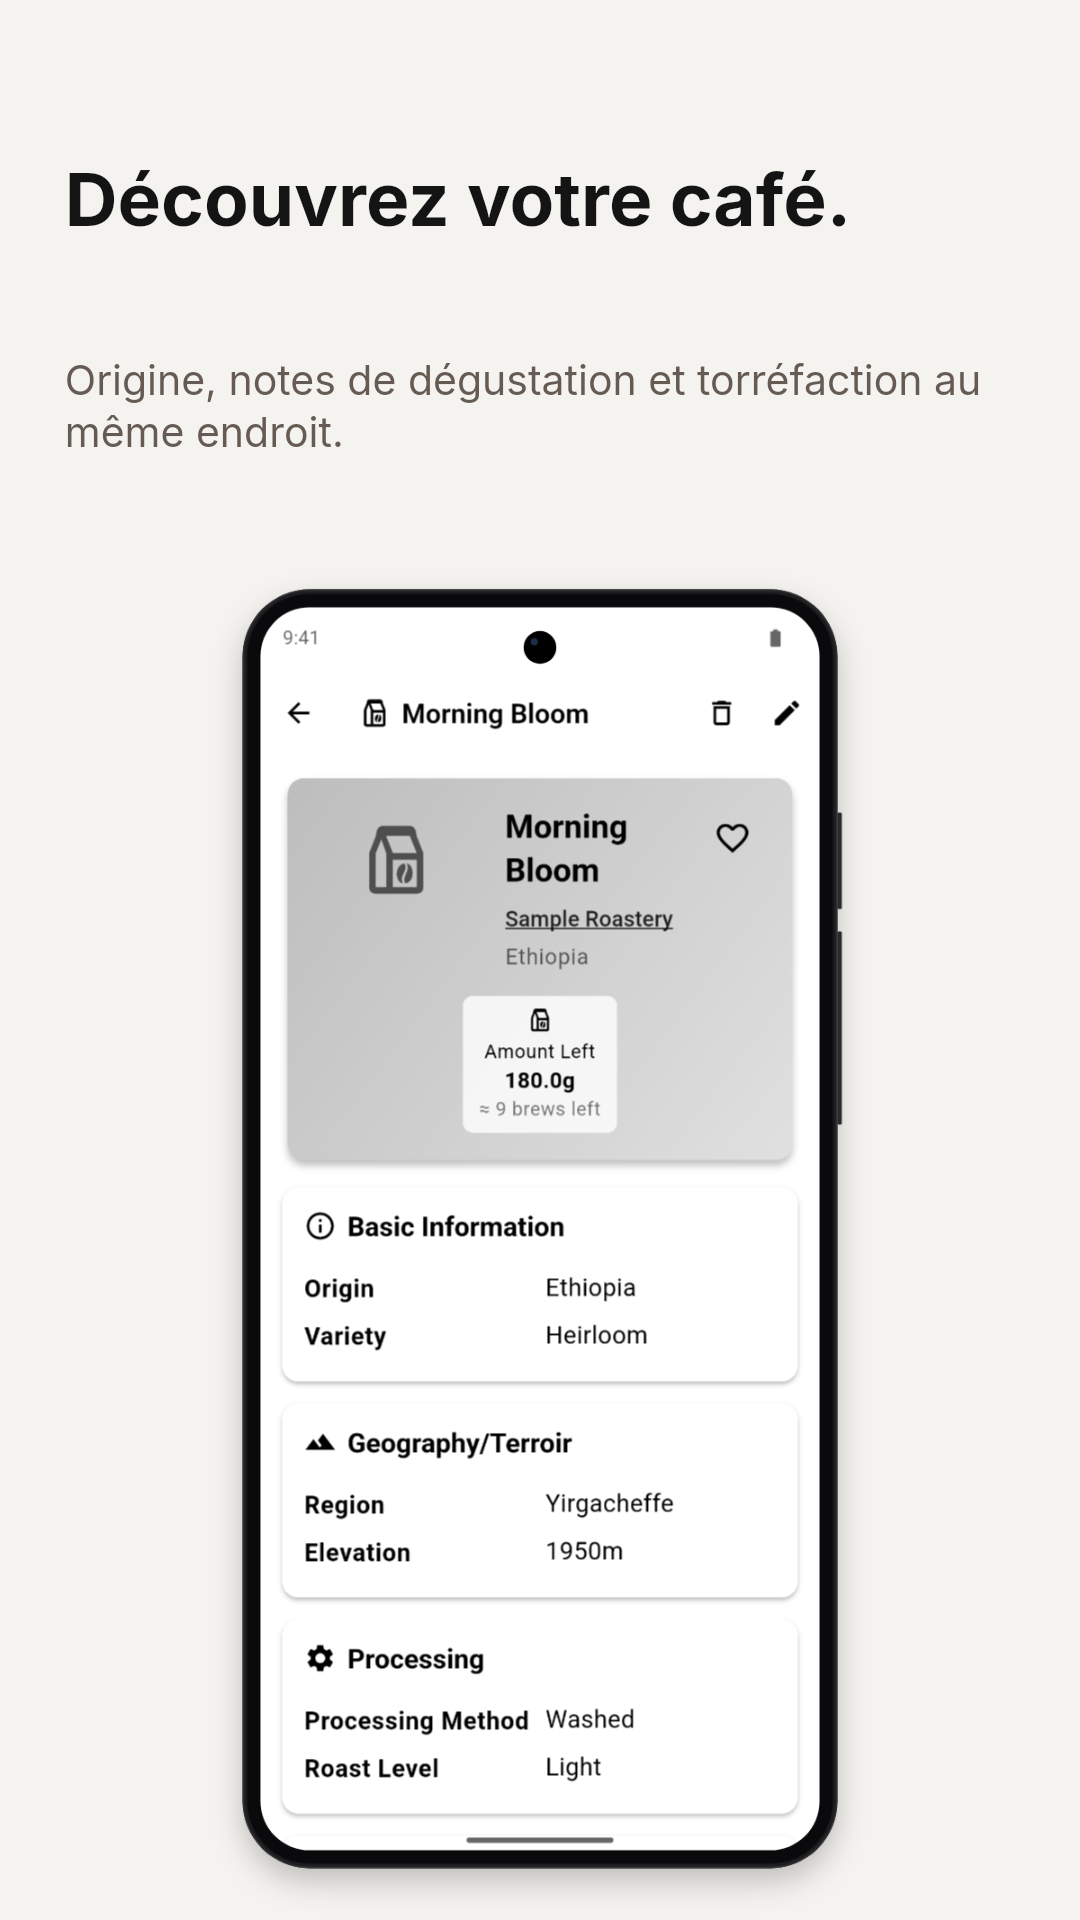 Découvrez votre café.
Origine, notes de dégustation et torréfaction au
même endroit.
9:41
Morning Bloom
Morning
Bloom
Sample Roastery
Ethiopia
Amount Left
180.0g
≈ 9 brews left
Basic Information
Origin Ethiopia
Variety Heirloom
Geography/Terroir
Region Yirgacheffe
Elevation 1950m
Processing
Processing Method Washed
Roast Level Light